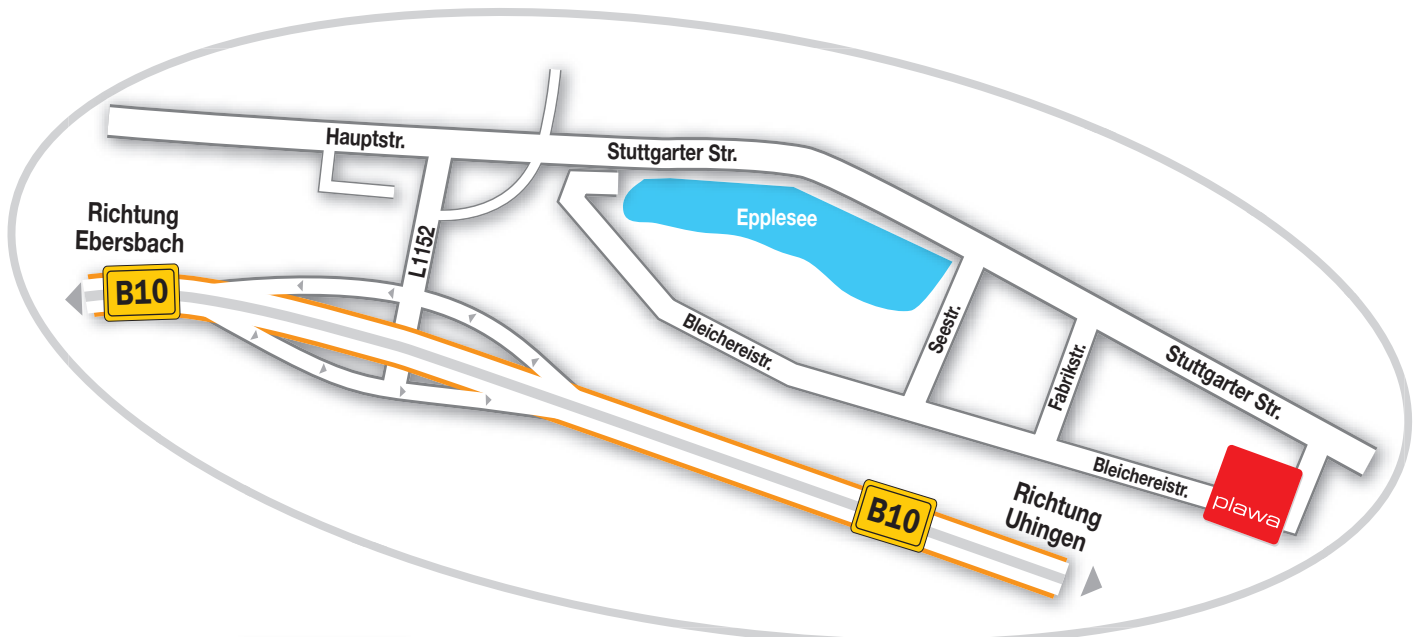 Hauptstr.
Stuttgarter Str.
Epplesee
Richtung
Ebersbach
L1152
B10
Bleichereistr.
Seestr.
Fabrikstr.
Stuttgarter Str.
Bleichereistr.
plawa
B10
Richtung
Uhingen